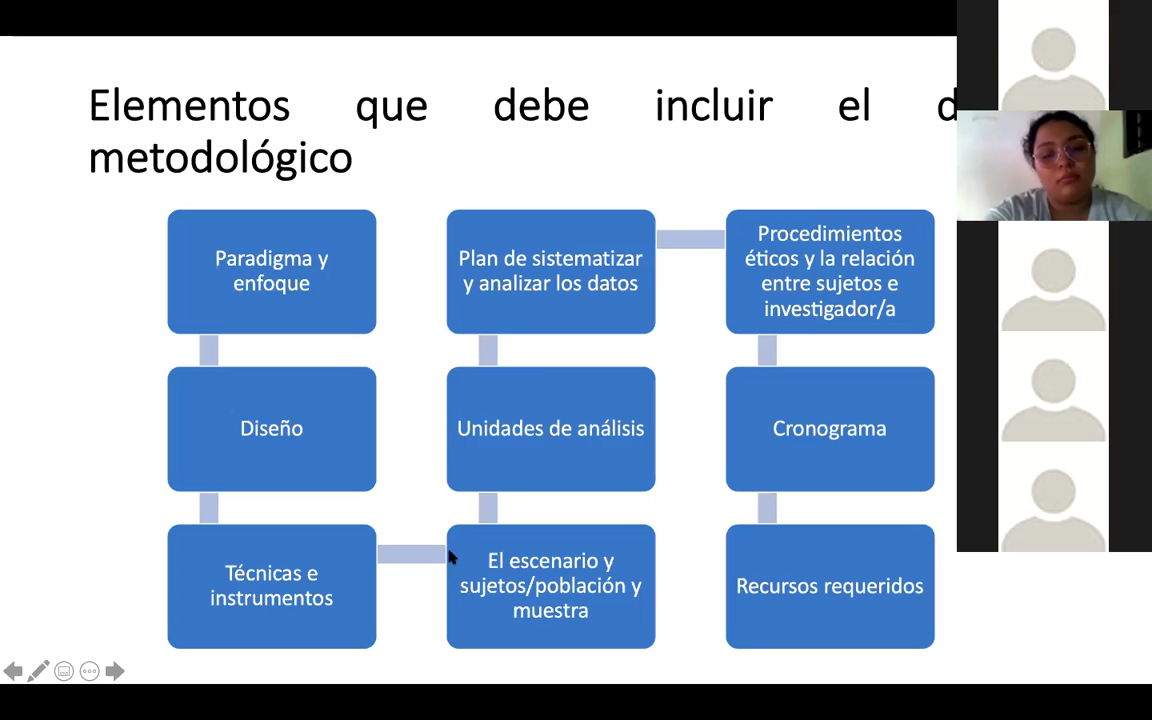 Elementos que debe incluir el
metodológico
Paradigma y
enfoque
Diseño
Técnicas e
instrumentos
El escenario y
sujetos/población y
muestra
Unidades de análisis
Plan de sistematizar
y analizar los datos
Procedimientos
éticos y la relación
entre sujetos e
investigador/a
Cronograma
Recursos requeridos